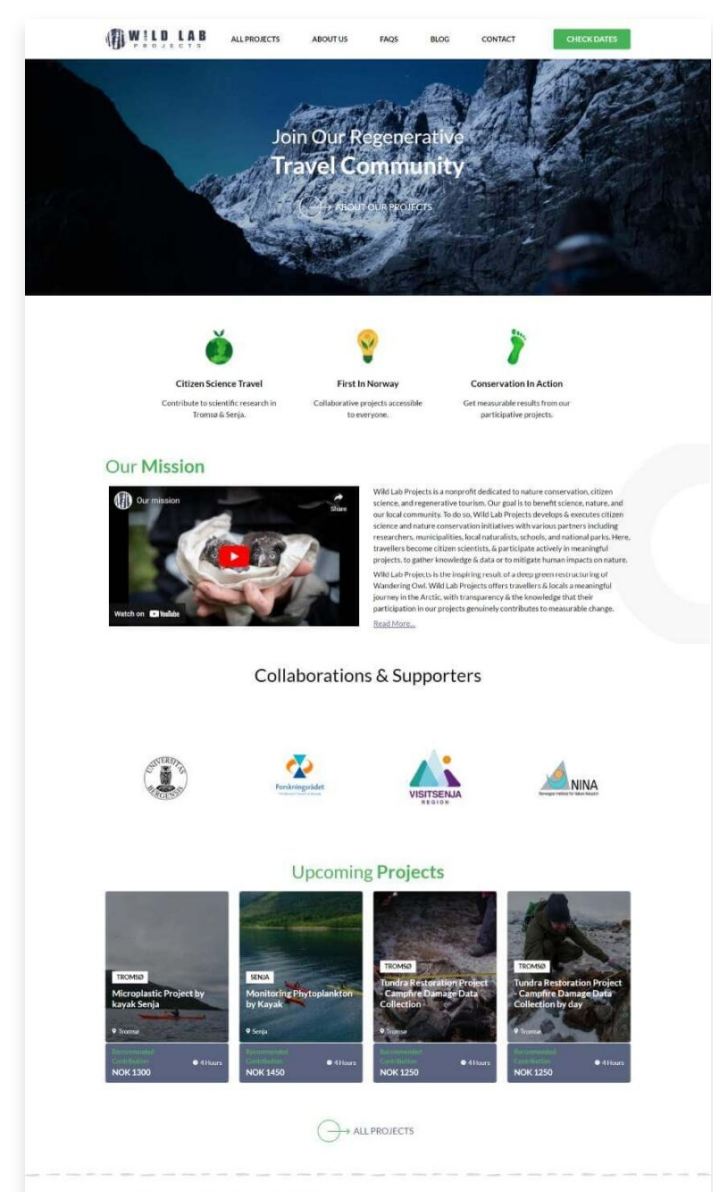 WILD LAB
PROJECTS
ALL PROJECTS
ABOUT US
FAQS
BLOG
CONTACT
CHECK DATES
Join Our Regenerative
Travel Community
ABOUT OUR PROJECTS
Citizen Science Travel
Contribute to scientific research in
Tromsø & Senja.
First In Norway
Collaborative projects accessible
to everyone.
Conservation In Action
Get measurable results from our
participative projects.
Our Mission
Our mission
Share
Watch on YouTube
Wild Lab Projects is a nonprofit dedicated to nature conservation, citizen
science, and regenerative tourism. Our goal is to benefit science, nature, and
our local community. To do so, Wild Lab Projects develops & executes citizen
science and nature conservation initiatives with various partners including
researchers, municipalities, local naturalists, schools, and national parks. Here,
travellers become citizen scientists, & participate actively in meaningful
projects, to gather knowledge & data or to mitigate human impacts on nature.
Wild Lab Projects is the inspiring result of a deep green restructuring of
Wandering Owl. Wild Lab Projects offers travellers & locals a meaningful
journey in the Arctic, with transparency & the knowledge that their
participation in our projects genuinely contributes to measurable change.
Read More...
Collaborations & Supporters
UNIVERSITAS
BERGENSIS
Forskningsrådet
VISITSENJA
REGION
NINA
Norwegian Institute for Nature Research
Upcoming Projects
TROMSØ
Microplastic Project by
kayak Senja
Tromsø
Recommended
Contribution
NOK 1300
4 Hours
SENJA
Monitoring Phytoplankton
by Kayak
Senja
Recommended
Contribution
NOK 1450
4 Hours
TROMSØ
Tundra Restoration Project
- Campfire Damage Data
Collection -
Tromsø
Recommended
Contribution
NOK 1250
4 Hours
TROMSØ
Tundra Restoration Project
- Campfire Damage Data
Collection by day
Tromsø
Recommended
Contribution
NOK 1250
4 Hours
ALL PROJECTS